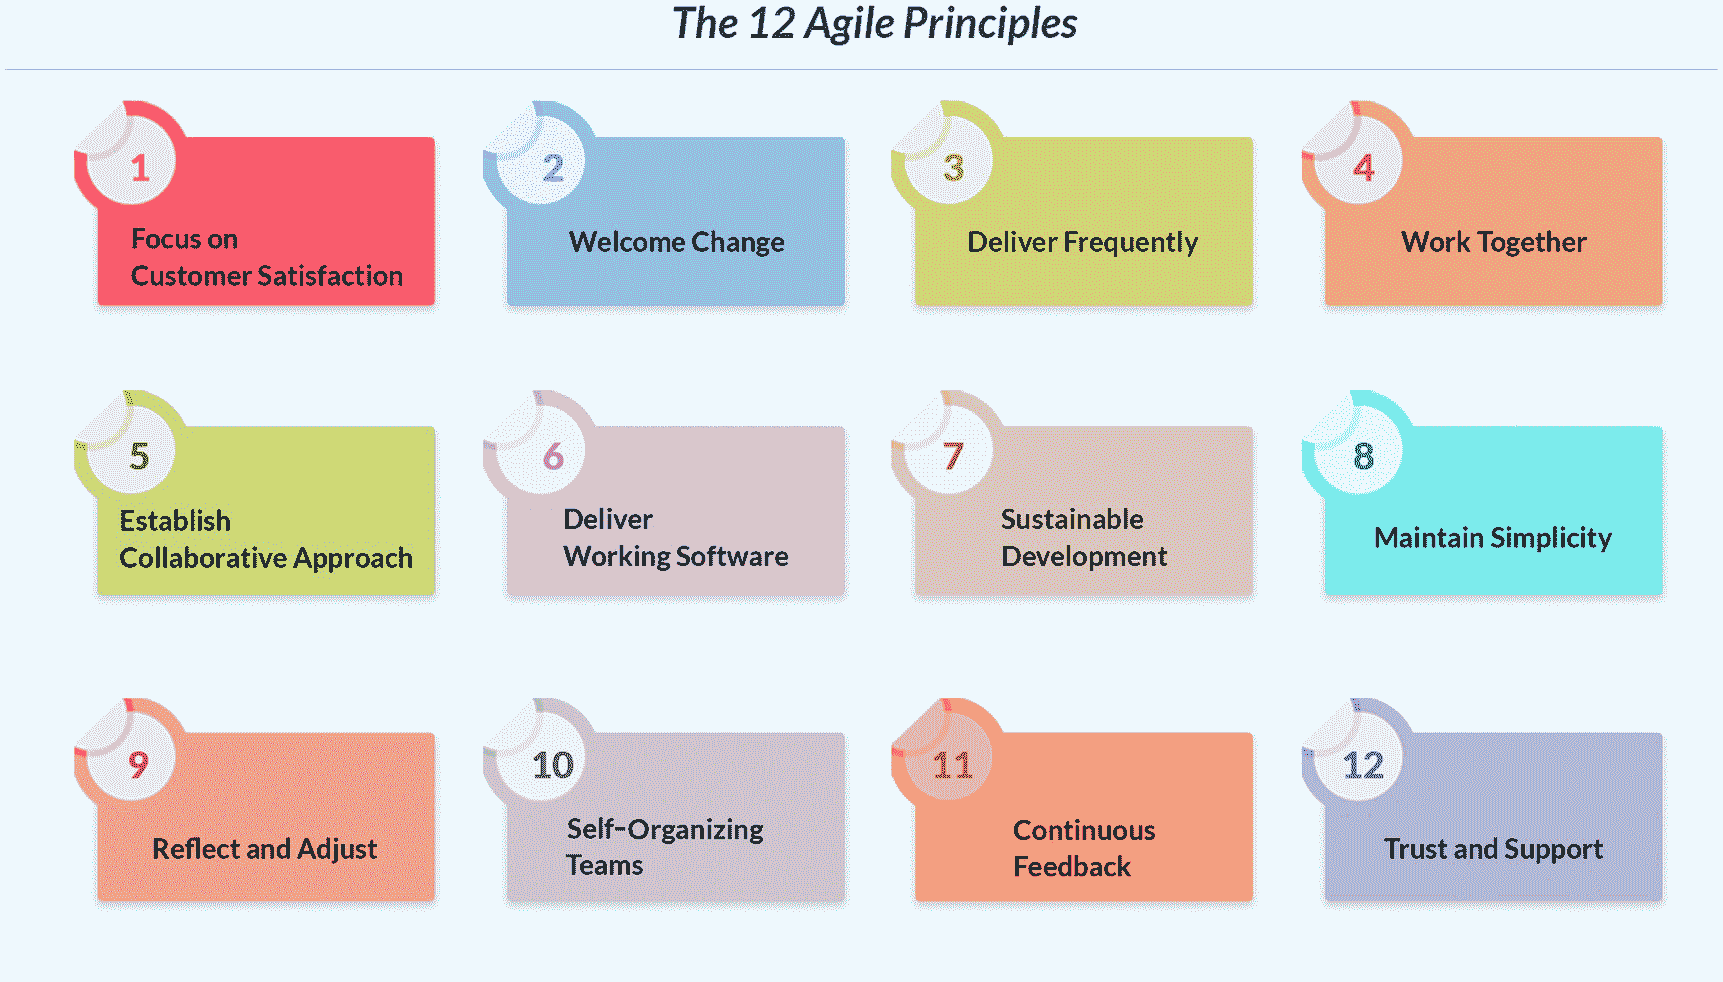 The 12 Agile Principles
1
Focus on
Customer Satisfaction
2
Welcome Change
3
Deliver Frequently
4
Work Together
5
Establish
Collaborative Approach
6
Deliver
Working Software
7
Sustainable
Development
8
Maintain Simplicity
9
Reflect and Adjust
10
Self-Organizing
Teams
11
Continuous
Feedback
12
Trust and Support